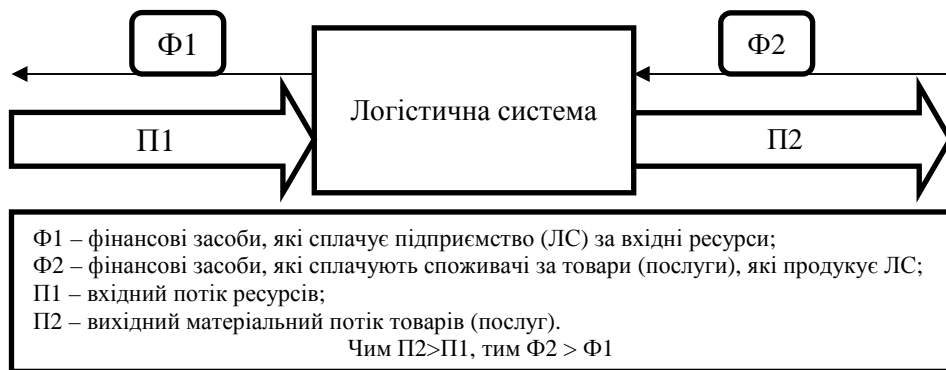 Ф1
Ф2
Логістична система
П1
П2
Ф1 – фінансові засоби, які сплачує підприємство (ЛС) за вхідні ресурси;
Ф2 – фінансові засоби, які сплачують споживачі за товари (послуги), які продукує ЛС;
П1 – вхідний потік ресурсів;
П2 – вихідний матеріальний потік товарів (послуг).
Чим П2>П1, тим Ф2 > Ф1